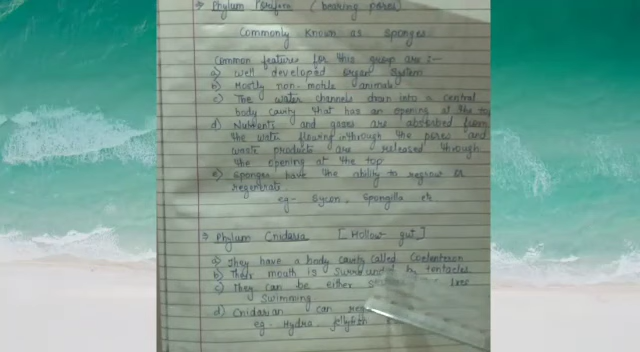 → Phylum Porifera (bearing pores)
Commonly Known as sponges
Common features for this group are :-
a) Well developed organ system
b) Mostly non-motile animals
c) The water channels drain into a central
body cavity that has an opening at the top
d) Nutrients and gases are absorbed from
the water flowing in through the pores and
waste products are released through
the opening at the top
e) Sponges have the ability to regrow or
regenerate
eg- Sycon, Spongilla etc
→ Phylum Cnidaria [Hollow gut]
a) They have a body cavity called Coelenteron
b) Their mouth is surrounded by tentacles
c) They can be either
Swimming
d) Cnidarian can
eg- Hydra jellyfish